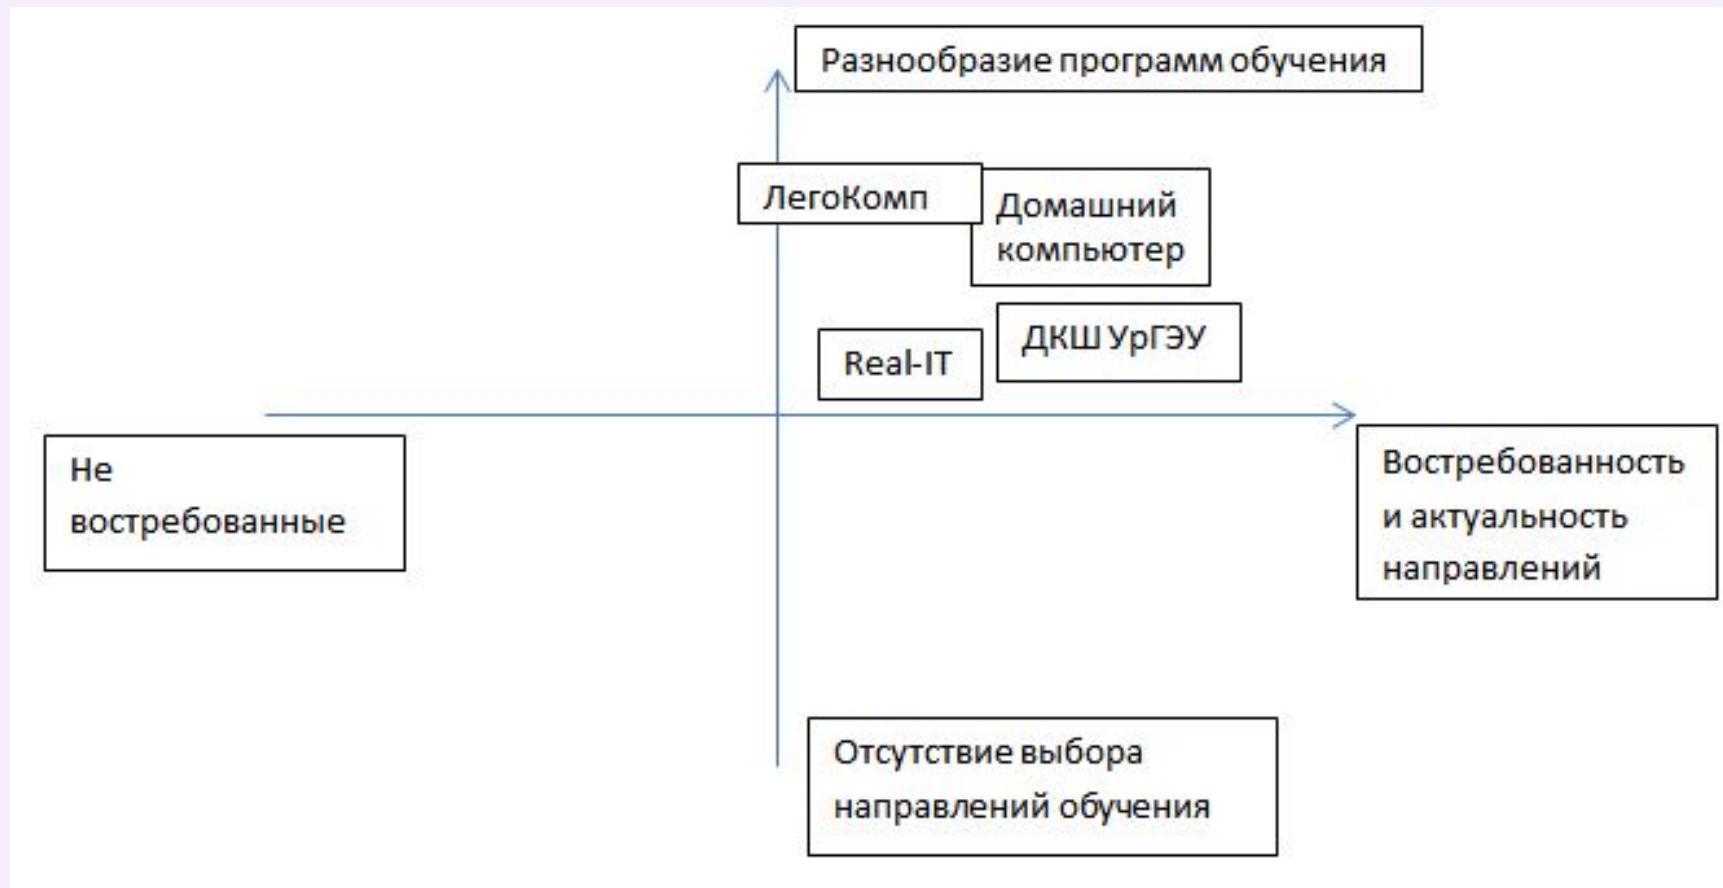 Разнообразие программ обучения
ЛегоКомп
Домашний
компьютер
ДКШ УрГЭУ
Real-IT
Не
востребованные
Востребованность
и актуальность
направлений
Отсутствие выбора
направлений обучения